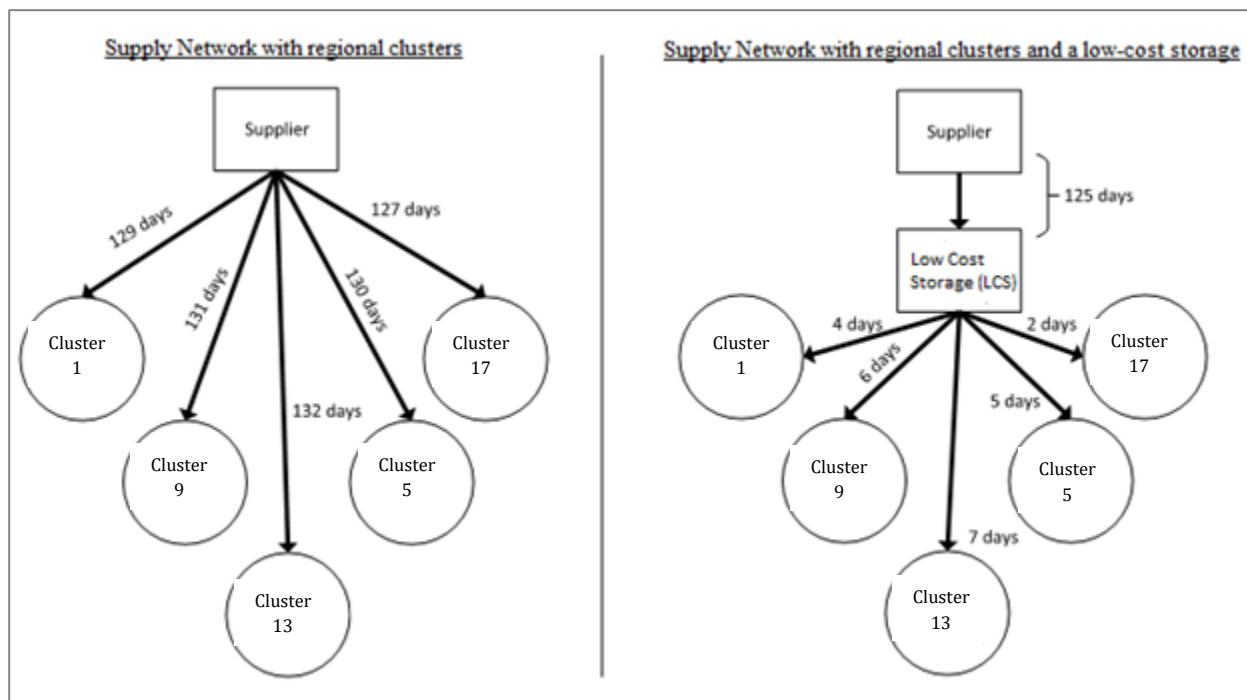 Supply Network with regional clusters
Supplier
129 days
131 days
132 days
130 days
127 days
Cluster
1
Cluster
9
Cluster
13
Cluster
5
Cluster
17
Supply Network with regional clusters and a low-cost storage
Supplier
125 days
Low Cost
Storage (LCS)
4 days
6 days
7 days
5 days
2 days
Cluster
1
Cluster
9
Cluster
13
Cluster
5
Cluster
17